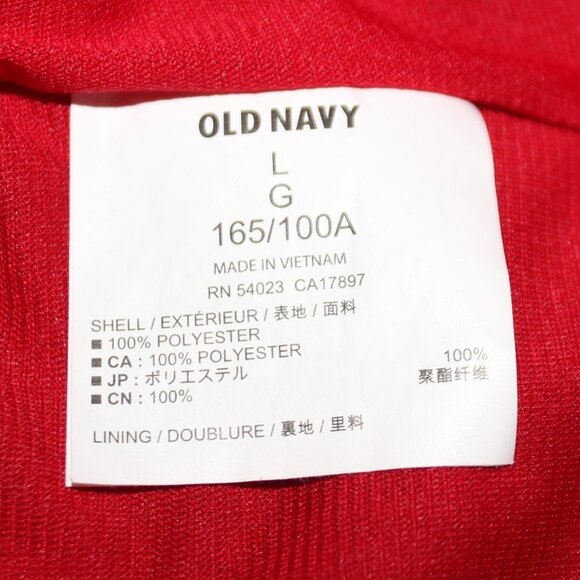 OLD NAVY
L
G
165/100A
MADE IN VIETNAM
RN 54023 CA17897
SHELL / EXTÉRIEUR / 表地 / 面料
■ 100% POLYESTER
■ CA : 100% POLYESTER
■ JP : ポリエステル 100%
■ CN : 100% 聚酯纤维
LINING / DOUBLURE / 裏地 / 里料